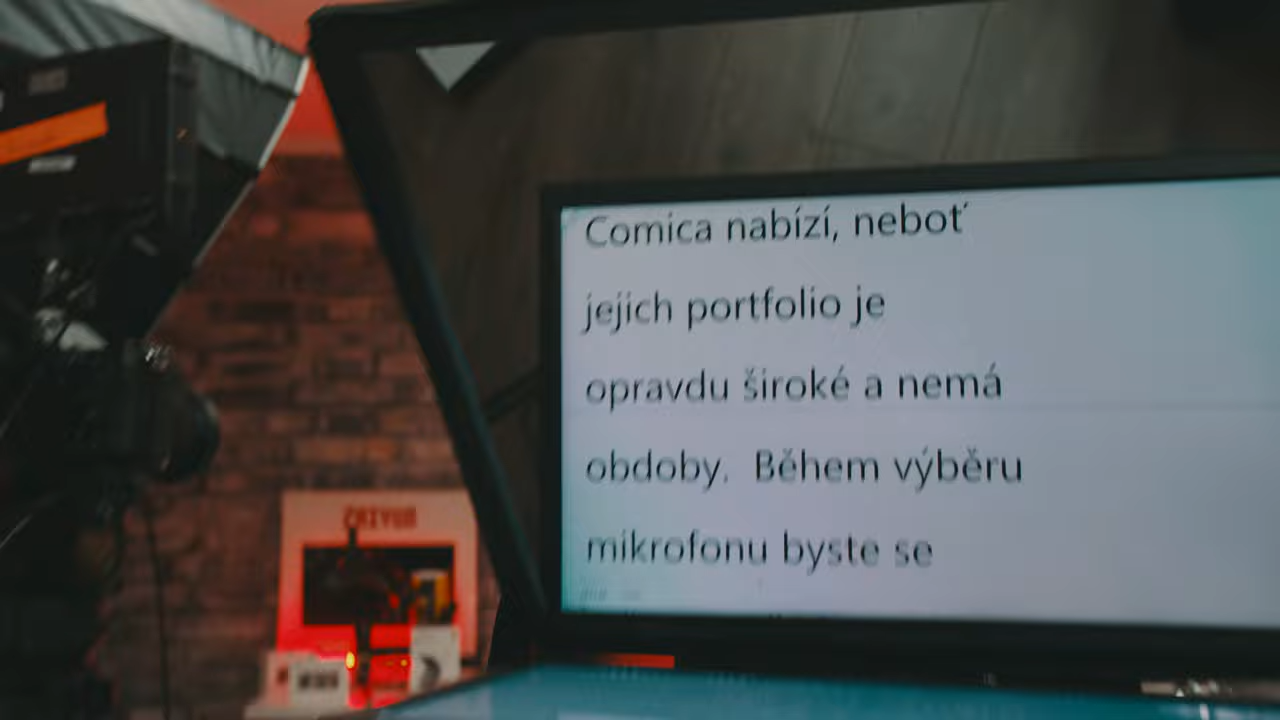 Comica nabízí, neboť
jejich portfolio je
opravdu široké a nemá
obdoby.  Během výběru
mikrofonu byste se